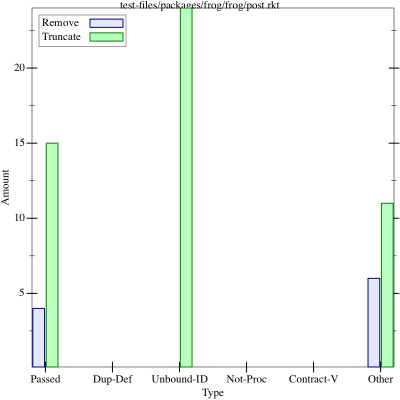 test-files/packages/frog/frog/post.rkt
Remove
Truncate
20
15
10
5
Amount
Passed Dup-Def Unbound-ID Not-Proc Contract-V Other
Type